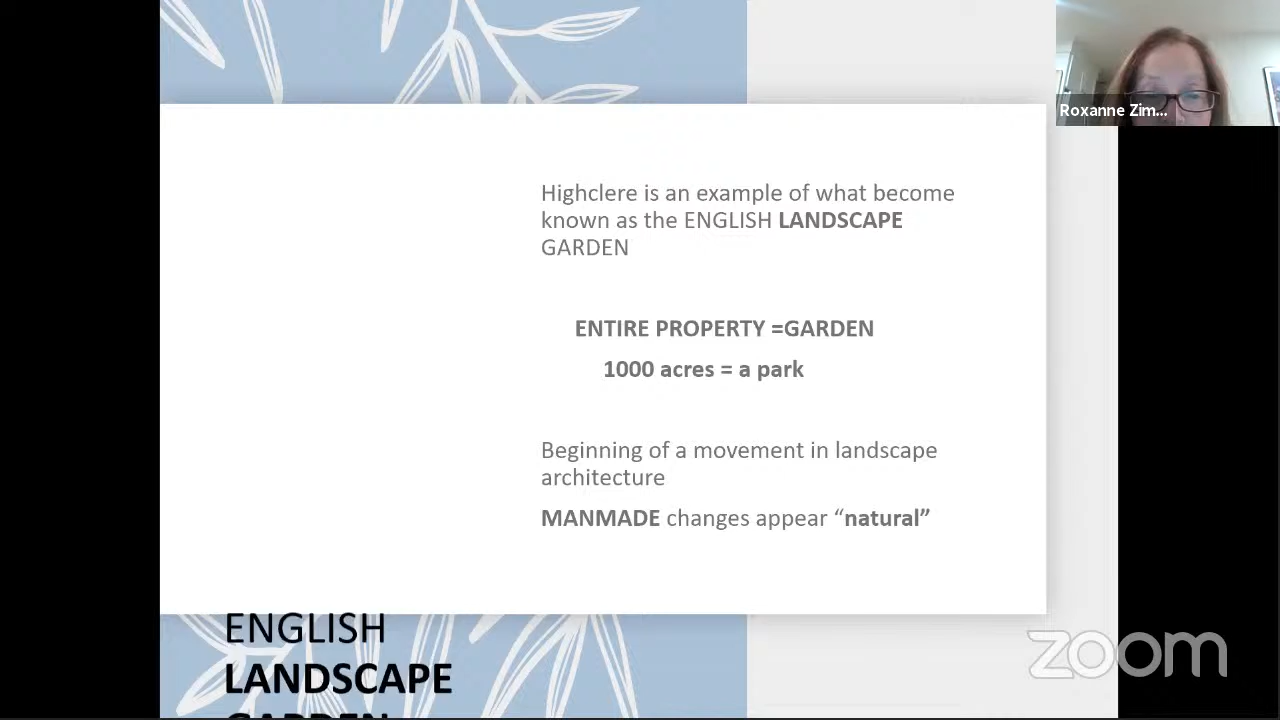 Roxanne Zim...
Highclere is an example of what become
known as the ENGLISH LANDSCAPE
GARDEN
ENTIRE PROPERTY =GARDEN
1000 acres = a park
Beginning of a movement in landscape
architecture
MANMADE changes appear “natural”
ENGLISH
LANDSCAPE
GARDEN
zoom